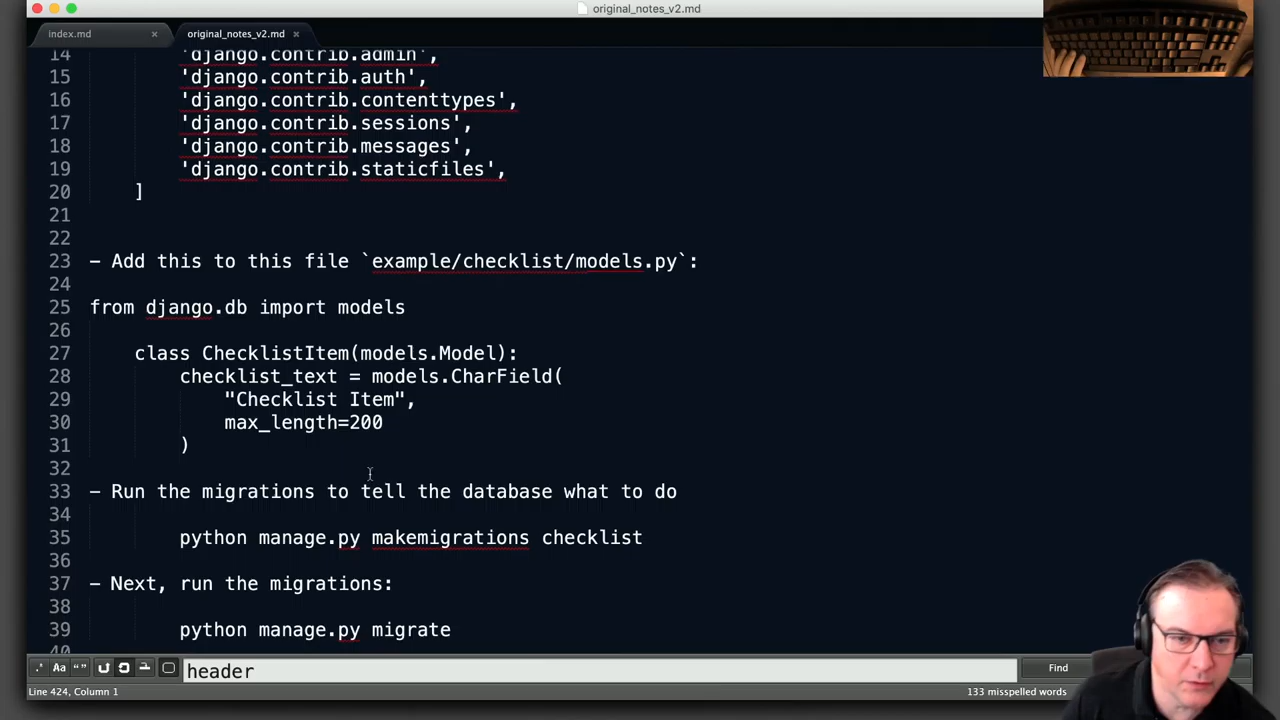 original_notes_v2.md
index.md ×
original_notes_v2.md ×
14 'django.contrib.admin',
15 'django.contrib.auth',
16 'django.contrib.contenttypes',
17 'django.contrib.sessions',
18 'django.contrib.messages',
19 'django.contrib.staticfiles',
20 ]
21
22
23 - Add this to this file `example/checklist/models.py`:
24
25 from django.db import models
26
27 class ChecklistItem(models.Model):
28 checklist_text = models.CharField(
29 "Checklist Item",
30 max_length=200
31 )
32
33 - Run the migrations to tell the database what to do
34
35 python manage.py makemigrations checklist
36
37 - Next, run the migrations:
38
39 python manage.py migrate
40
.* Aa “” header Find
Line 424, Column 1 133 misspelled words